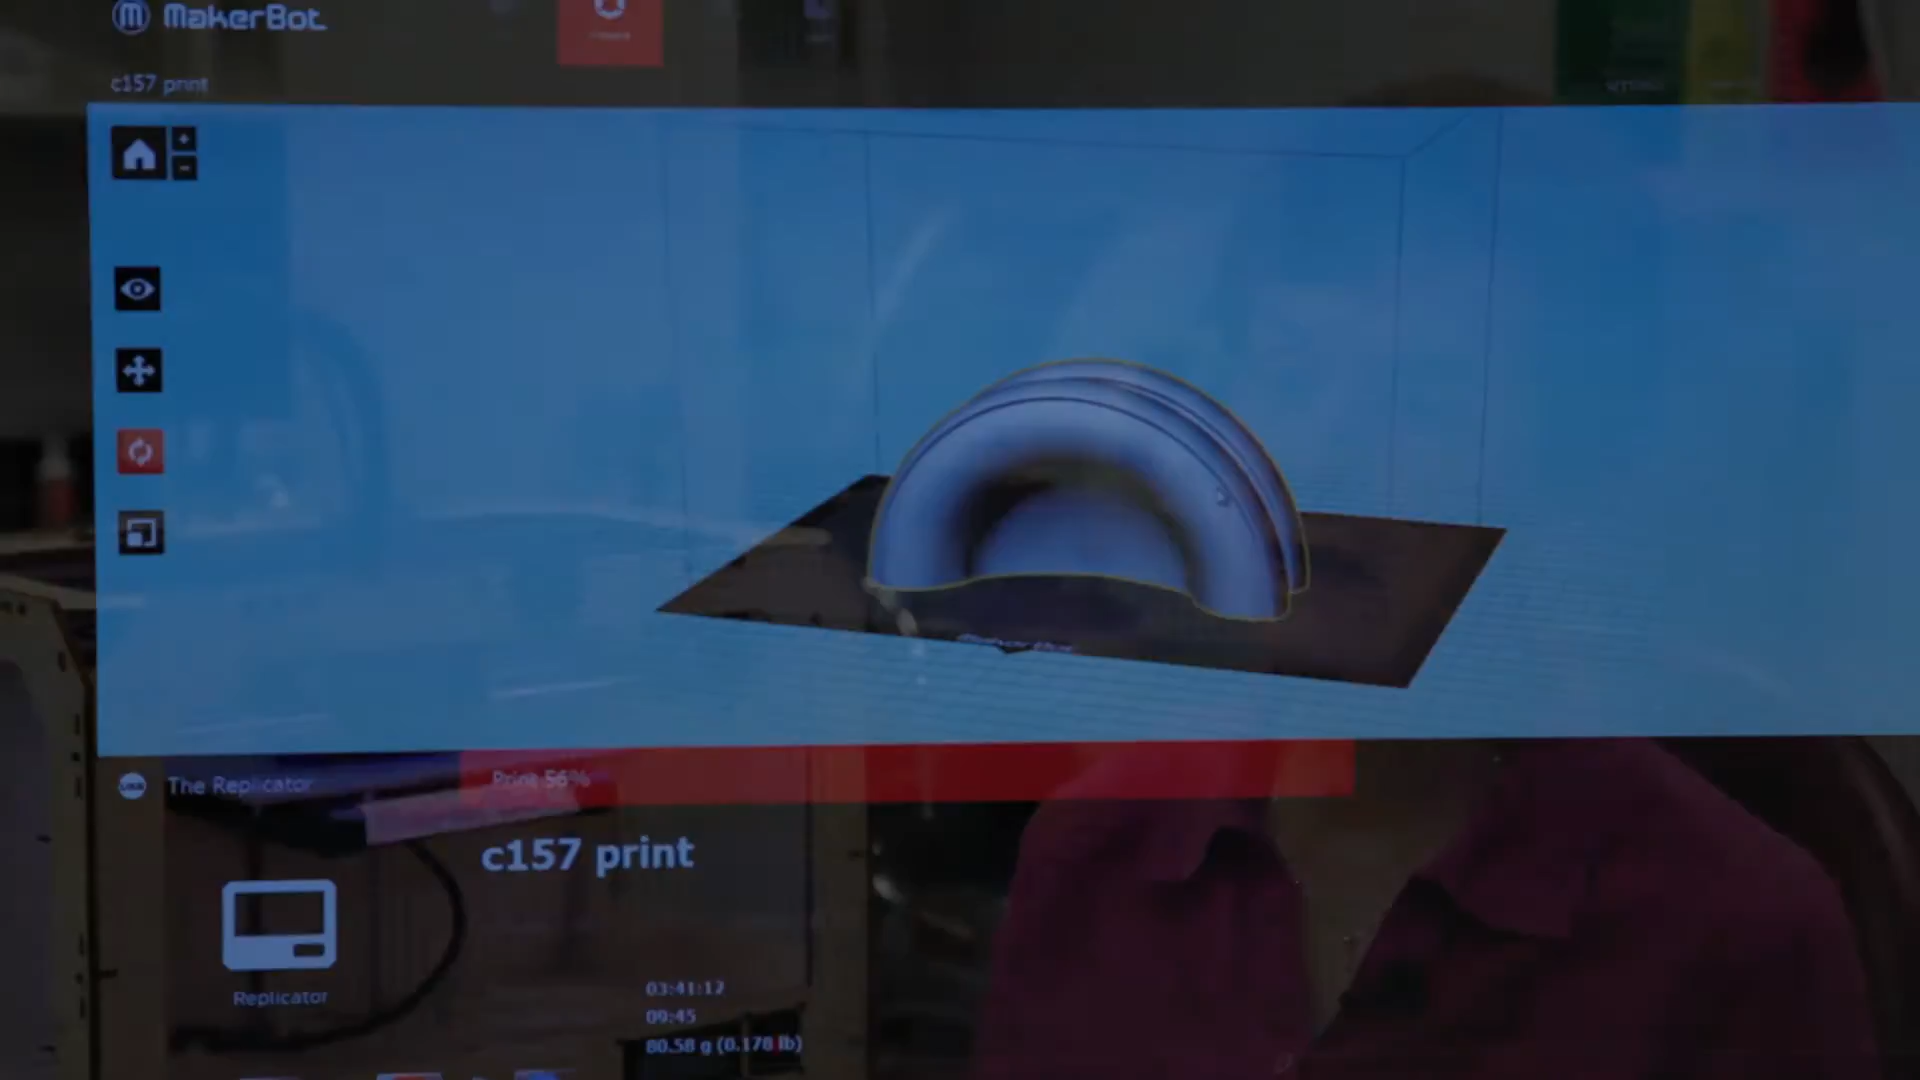 MakerBot
c157 print
The Replicator
Print 56%
c157 print
Replicator
03:41:12
09:45
80.58 g (0.178 lb)